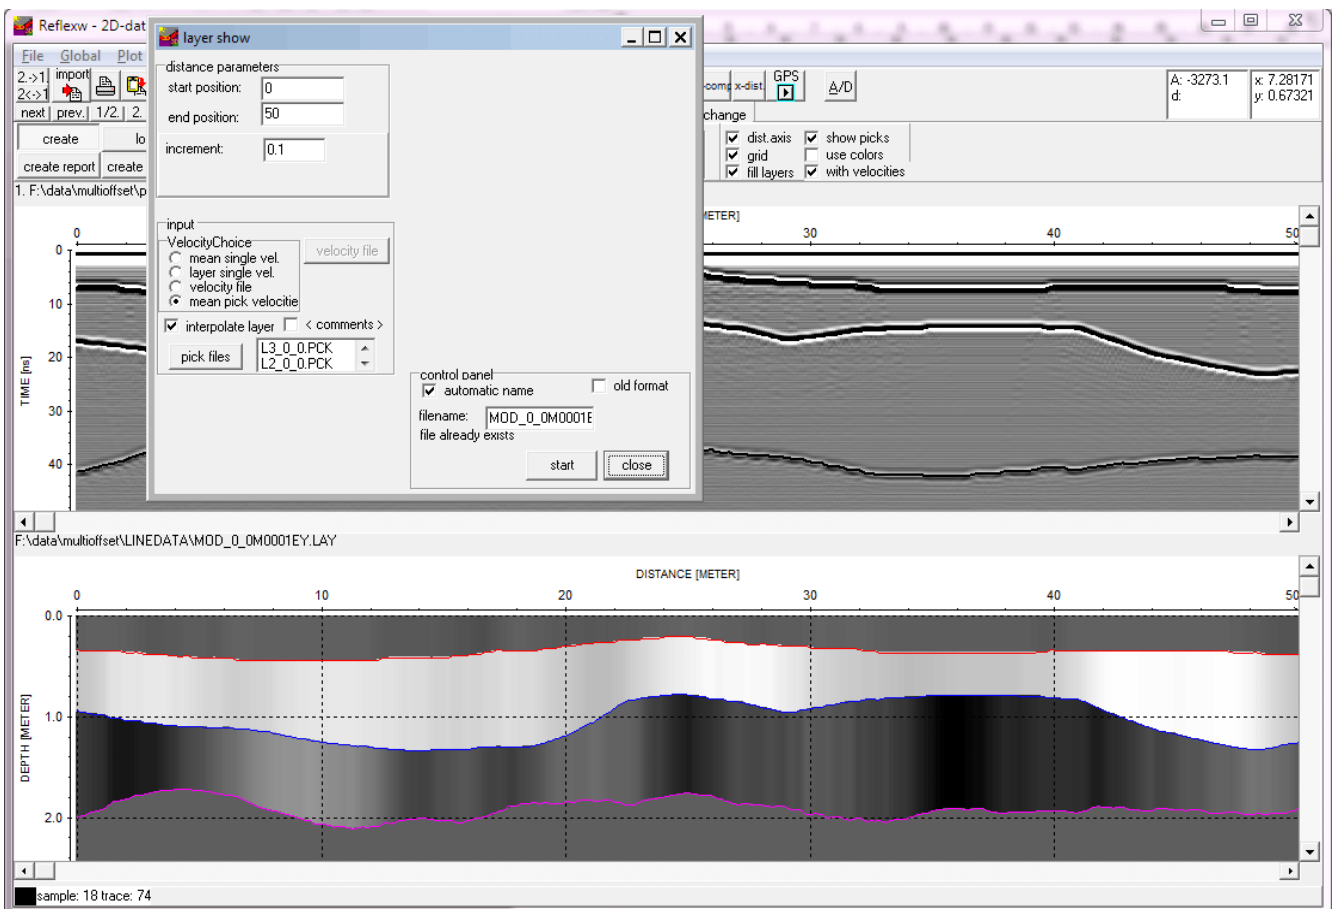 Reflexw - 2D-dat
layer show
File Global Plot
2.->1 import
2<->1
-comp x-dist. GPS A/D
A: -3273.1 x: 7.28171
d: y: 0.67321
next prev. 1/2. 2.
change
create lo
create report create
dist.axis show picks
grid use colors
fill layers with velocities
1. F:\data\multioffset\p
distance parameters
start position: 0
end position: 50
increment: 0.1
input
VelocityChoice
mean single vel.
layer single vel.
velocity file
mean pick velocitie
velocity file
interpolate layer < comments >
pick files L3_0_0.PCK
L2_0_0.PCK
control panel
automatic name old format
filename: MOD_0_0M0001E
file already exists
start close
METER]
0 30 40 50
TIME [ns]
0
10
20
30
40
F:\data\multioffset\LINEDATA\MOD_0_0M0001EY.LAY
DISTANCE [METER]
0 10 20 30 40 50
DEPTH [METER]
0.0
1.0
2.0
sample: 18 trace: 74